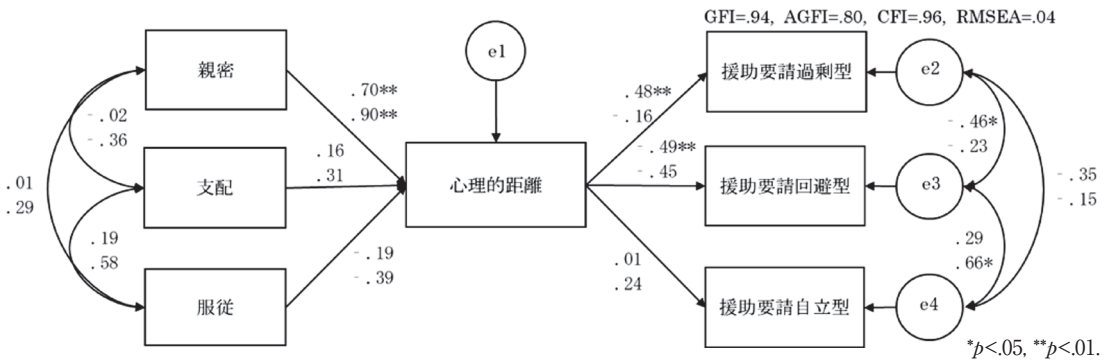 GFI=.94, AGFI=.80, CFI=.96, RMSEA=.04
親密
支配
服従
-.02
-.36
.01
.29
.19
.58
.70**
.90**
.16
.31
-.19
-.39
e1
心理的距離
.48**
-.16
-.49**
-.45
.01
.24
援助要請過剰型
援助要請回避型
援助要請自立型
e2
e3
e4
-.46*
-.23
-.35
-.15
.29
.66*
*p<.05, **p<.01.